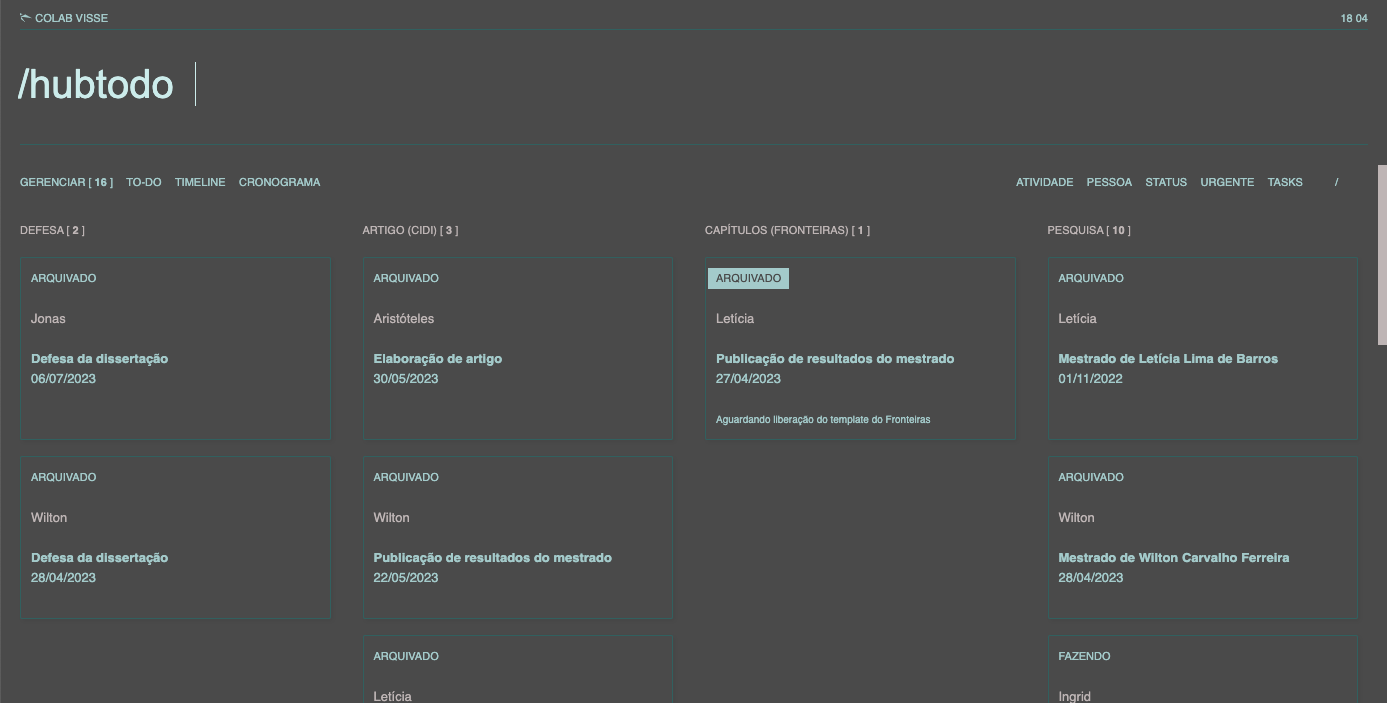 COLAB VISSE
18 04
/hubtodo
GERENCIAR [ 16 ] TO-DO TIMELINE CRONOGRAMA
ATIVIDADE PESSOA STATUS URGENTE TASKS /
DEFESA [ 2 ]
ARQUIVADO
Jonas
Defesa da dissertação
06/07/2023
ARQUIVADO
Wilton
Defesa da dissertação
28/04/2023
ARTIGO (CIDI) [ 3 ]
ARQUIVADO
Aristóteles
Elaboração de artigo
30/05/2023
ARQUIVADO
Wilton
Publicação de resultados do mestrado
22/05/2023
ARQUIVADO
Letícia
CAPÍTULOS (FRONTEIRAS) [ 1 ]
ARQUIVADO
Letícia
Publicação de resultados do mestrado
27/04/2023
Aguardando liberação do template do Fronteiras
PESQUISA [ 10 ]
ARQUIVADO
Letícia
Mestrado de Letícia Lima de Barros
01/11/2022
ARQUIVADO
Wilton
Mestrado de Wilton Carvalho Ferreira
28/04/2023
FAZENDO
Ingrid